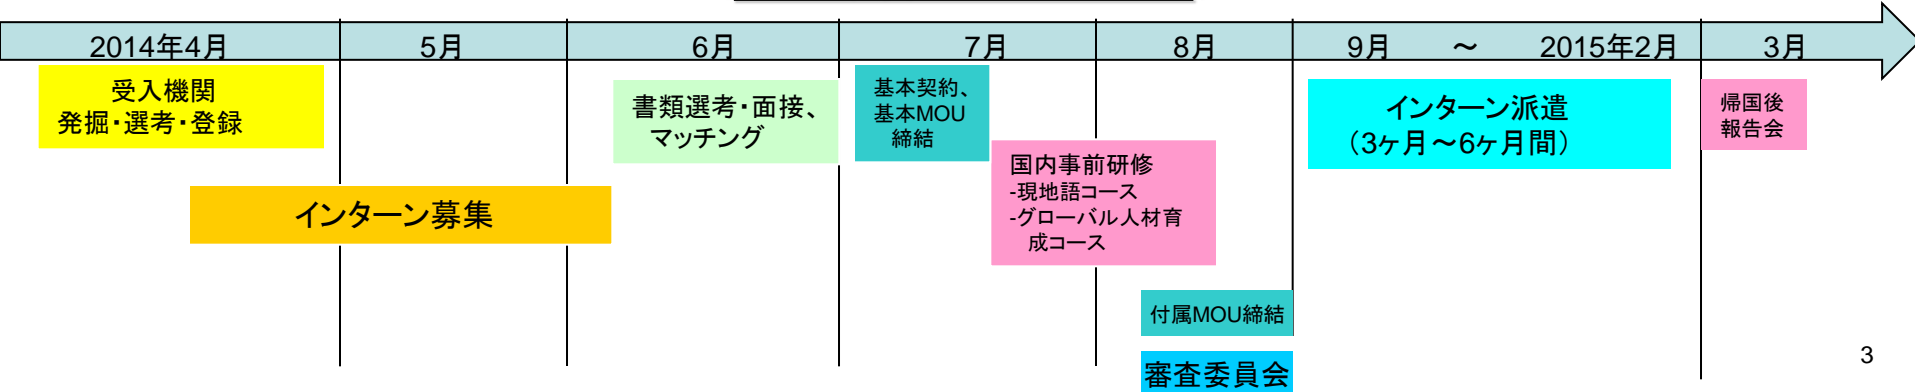 2014年4月
5月
6月
7月
8月
9月 ～ 2015年2月
3月
受入機関
発掘・選考・登録
インターン募集
書類選考・面接、
マッチング
基本契約、
基本MOU
締結
国内事前研修
-現地語コース
-グローバル人材育
成コース
付属MOU締結
審査委員会
インターン派遣
（3ヶ月～6ヶ月間）
帰国後
報告会
3